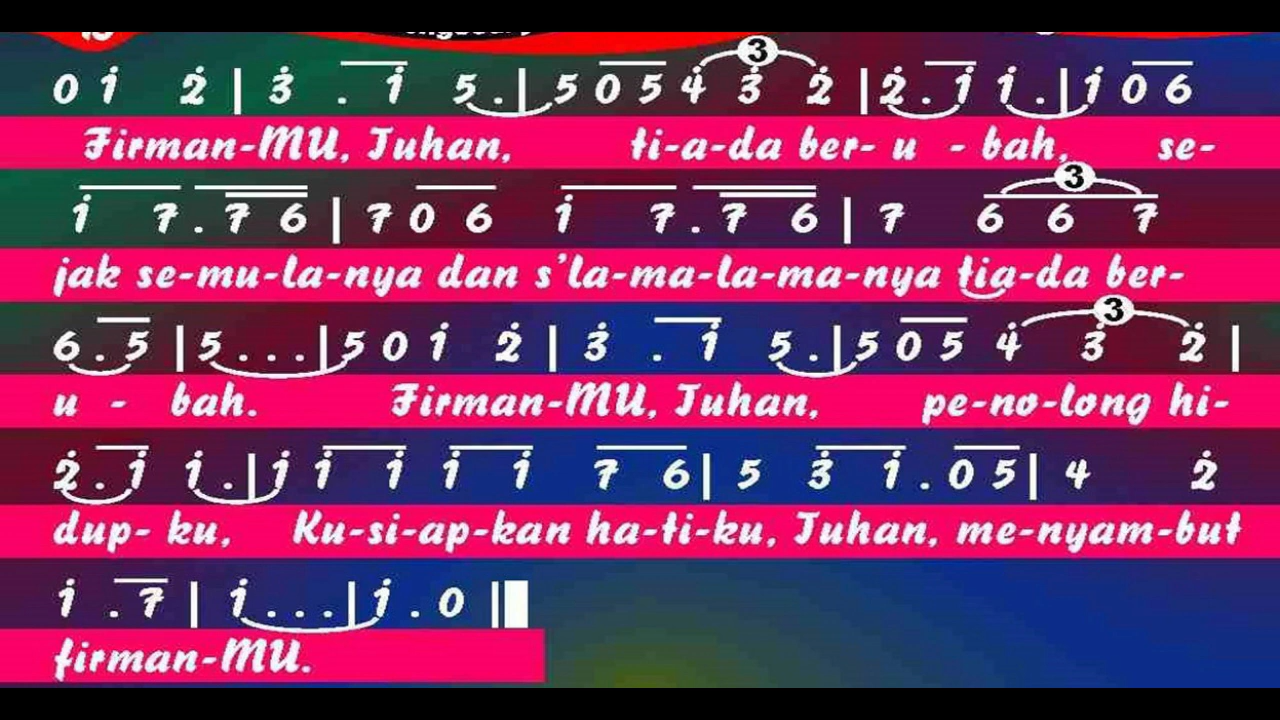 0 1̇ 2̇ | 3̇ . 1̇ 5 . | 5 0 5 4̇ 3̇ 2̇ | 2̇ . 1̇ 1̇ . | 1̇ 0 6
3
Firman-MU, Tuhan, ti-a-da ber- u - bah, se-
3
1̇ 7 . 7 6 | 7 0 6 1̇ 7 . 7 6 | 7 6 6 7
jak se-mu-la-nya dan s'la-ma-la-ma-nya tia-da ber-
3
6 . 5 | 5 . . . | 5 0 1̇ 2̇ | 3̇ . 1̇ 5 . | 5 0 5 4̇ 3̇ 2̇ |
u - bah. Firman-MU, Tuhan, pe-no-long hi-
2̇ . 1̇ 1̇ . | 1̇ 1̇ 1̇ 1̇ 1̇ 7 6 | 5 3̇ 1̇ . 0 5 | 4 2̇
dup- ku, Ku-si-ap-kan ha-ti-ku, Tuhan, me-nyam-but
1̇ . 7 | 1̇ . . . | 1̇ . 0 ||
firman-MU.